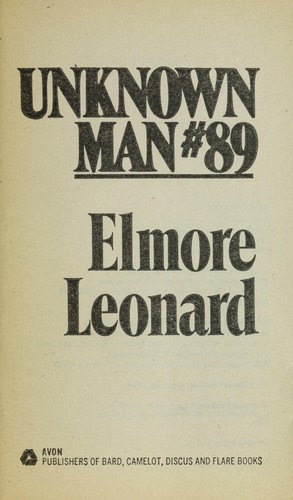 UNKNOWN
MAN #89
Elmore
Leonard
AVON
PUBLISHERS OF BARD, CAMELOT, DISCUS AND FLARE BOOKS